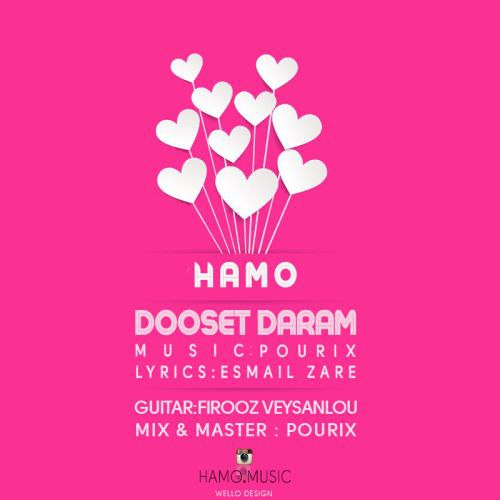 HAMO
DOOSET DARAM
MUSIC:POURIX
LYRICS:ESMAIL ZARE
GUITAR:FIROOZ VEYSANLOU
MIX & MASTER : POURIX
HAMO.MUSIC
WELLO DESIGN